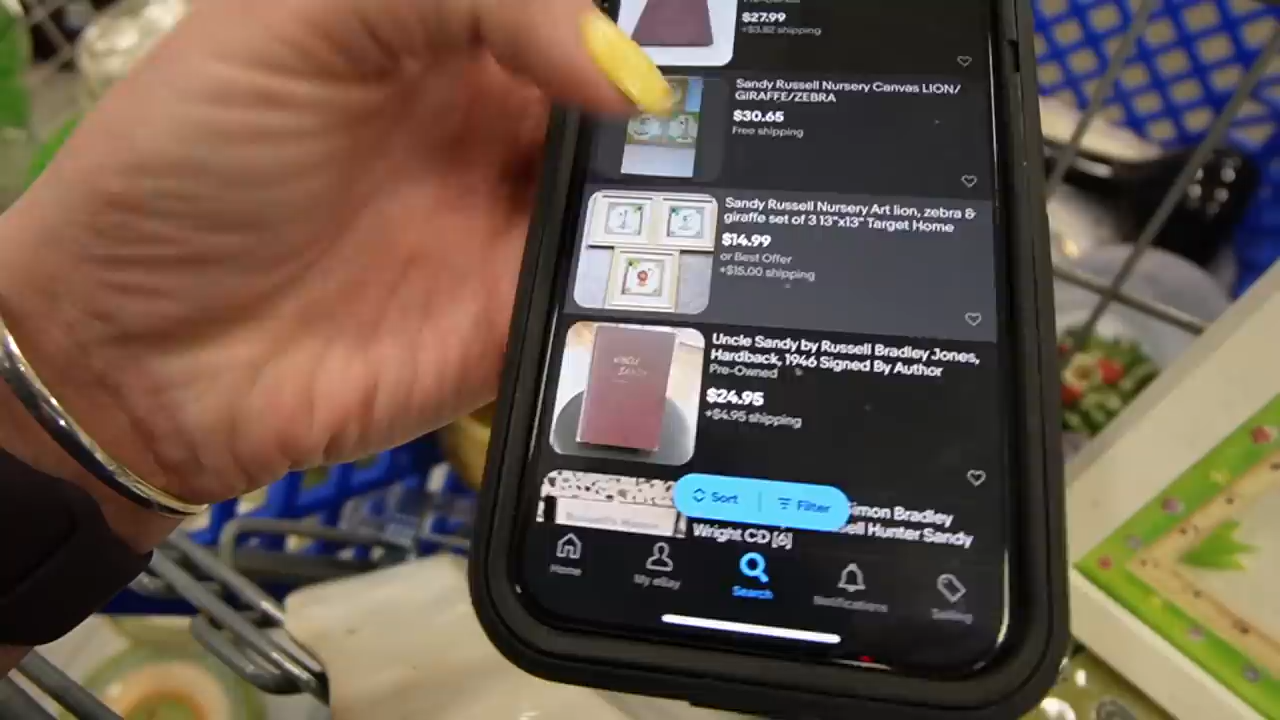 $27.99
+$3.82 shipping
Sandy Russell Nursery Canvas LION/
GIRAFFE/ZEBRA
$30.65
Free shipping
Sandy Russell Nursery Art lion, zebra &
giraffe set of 3 13"x13" Target Home
$14.99
or Best Offer
+$15.00 shipping
Uncle Sandy by Russell Bradley Jones,
Hardback, 1946 Signed By Author
Pre-Owned
$24.95
+$4.95 shipping
UNCLE
SANDY
Sort
Filter
Simon Bradley
Wright CD [6]
ell Hunter Sandy
Home
My eBay
Search
Notifications
Selling